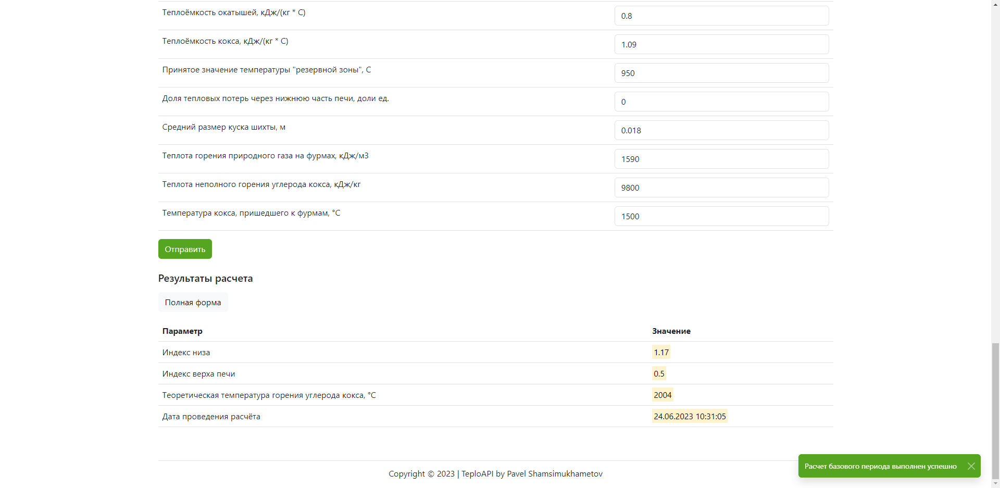 Теплоёмкость окатышей, кДж/(кг * С) 0.8
Теплоёмкость кокса, кДж/(кг * С) 1.09
Принятое значение температуры "резервной зоны", С 950
Доля тепловых потерь через нижнюю часть печи, доли ед. 0
Средний размер куска шихты, м 0.018
Теплота горения природного газа на фурмах, кДж/м3 1590
Теплота неполного горения углерода кокса, кДж/кг 9800
Температура кокса, пришедшего к фурмам, °С 1500
Отправить
Результаты расчета
Полная форма
Параметр Значение
Индекс низа 1.17
Индекс верха печи 0.5
Теоретическая температура горения углерода кокса, °С 2004
Дата проведения расчёта 24.06.2023 10:31:05
Расчет базового периода выполнен успешно
Copyright © 2023 | TeploAPI by Pavel Shamsimukhametov